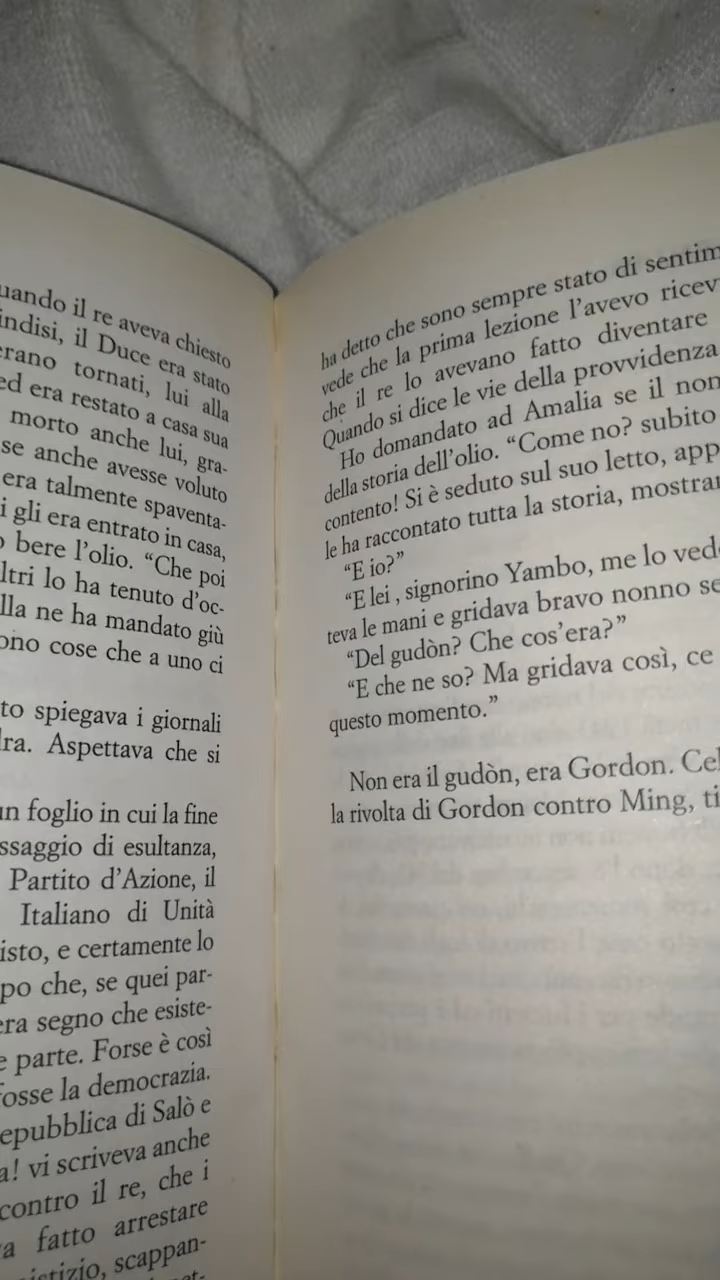 uando il re aveva chiesto
indisi, il Duce era stato
erano tornati, lui alla
ed era restato a casa sua
morto anche lui, gra-
se anche avesse voluto
era talmente spaventa-
i gli era entrato in casa,
o bere l'olio. “Che poi
ltri lo ha tenuto d'oc-
lla ne ha mandato giù
ono cose che a uno ci
to spiegava i giornali
dra. Aspettava che si
un foglio in cui la fine
ssaggio di esultanza,
Partito d'Azione, il
Italiano di Unità
isto, e certamente lo
po che, se quei par-
era segno che esiste-
e parte. Forse è così
fosse la democrazia.
epubblica di Salò e
a! vi scriveva anche
contro il re, che i
va fatto arrestare
istizio, scappan-
ha detto che sono sempre stato di sentim
vede che la prima lezione l'avevo ricev
che il re lo avevano fatto diventare
Quando si dice le vie della provvidenza
Ho domandato ad Amalia se il non
della storia dell'olio. “Come no? subito
contento! Si è seduto sul suo letto, app
le ha raccontato tutta la storia, mostran
“E io?”
“E lei , signorino Yambo, me lo ved
teva le mani e gridava bravo nonno se
“Del gudòn? Che cos'era?”
“E che ne so? Ma gridava così, ce
questo momento.”
Non era il gudòn, era Gordon. Cel
la rivolta di Gordon contro Ming, ti